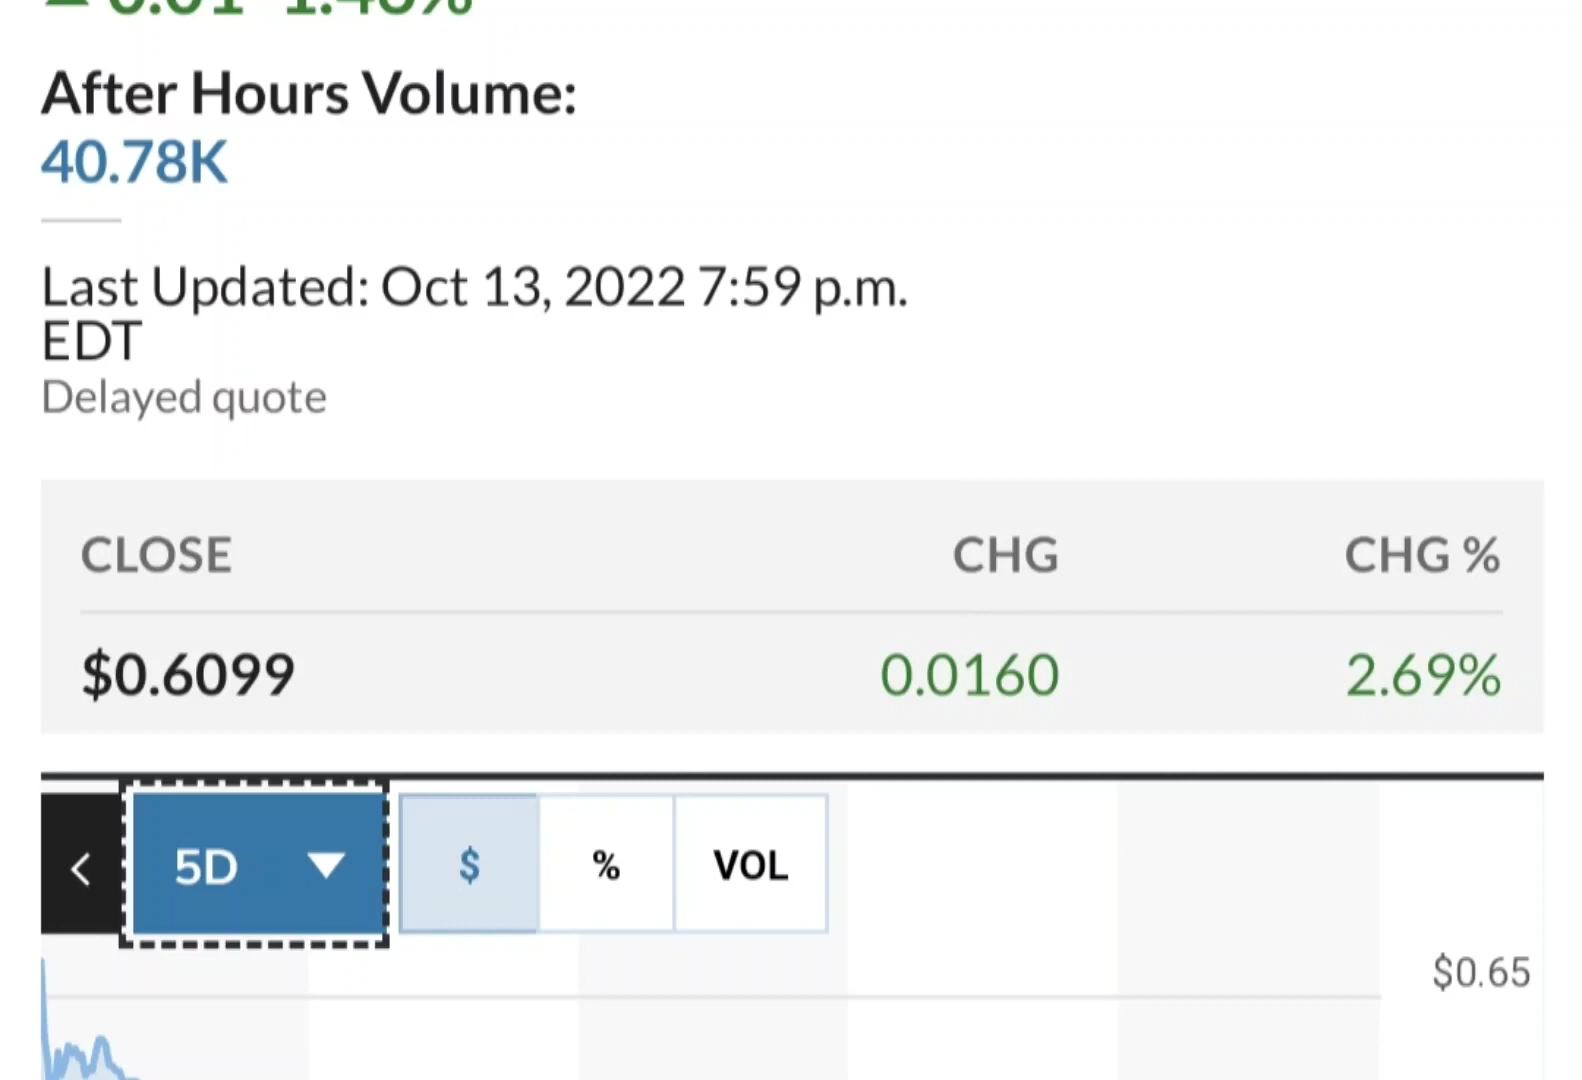 After Hours Volume:
40.78K
Last Updated: Oct 13, 2022 7:59 p.m.
EDT
Delayed quote
CLOSE CHG CHG %
$0.6099 0.0160 2.69%
5D $ % VOL
$0.65